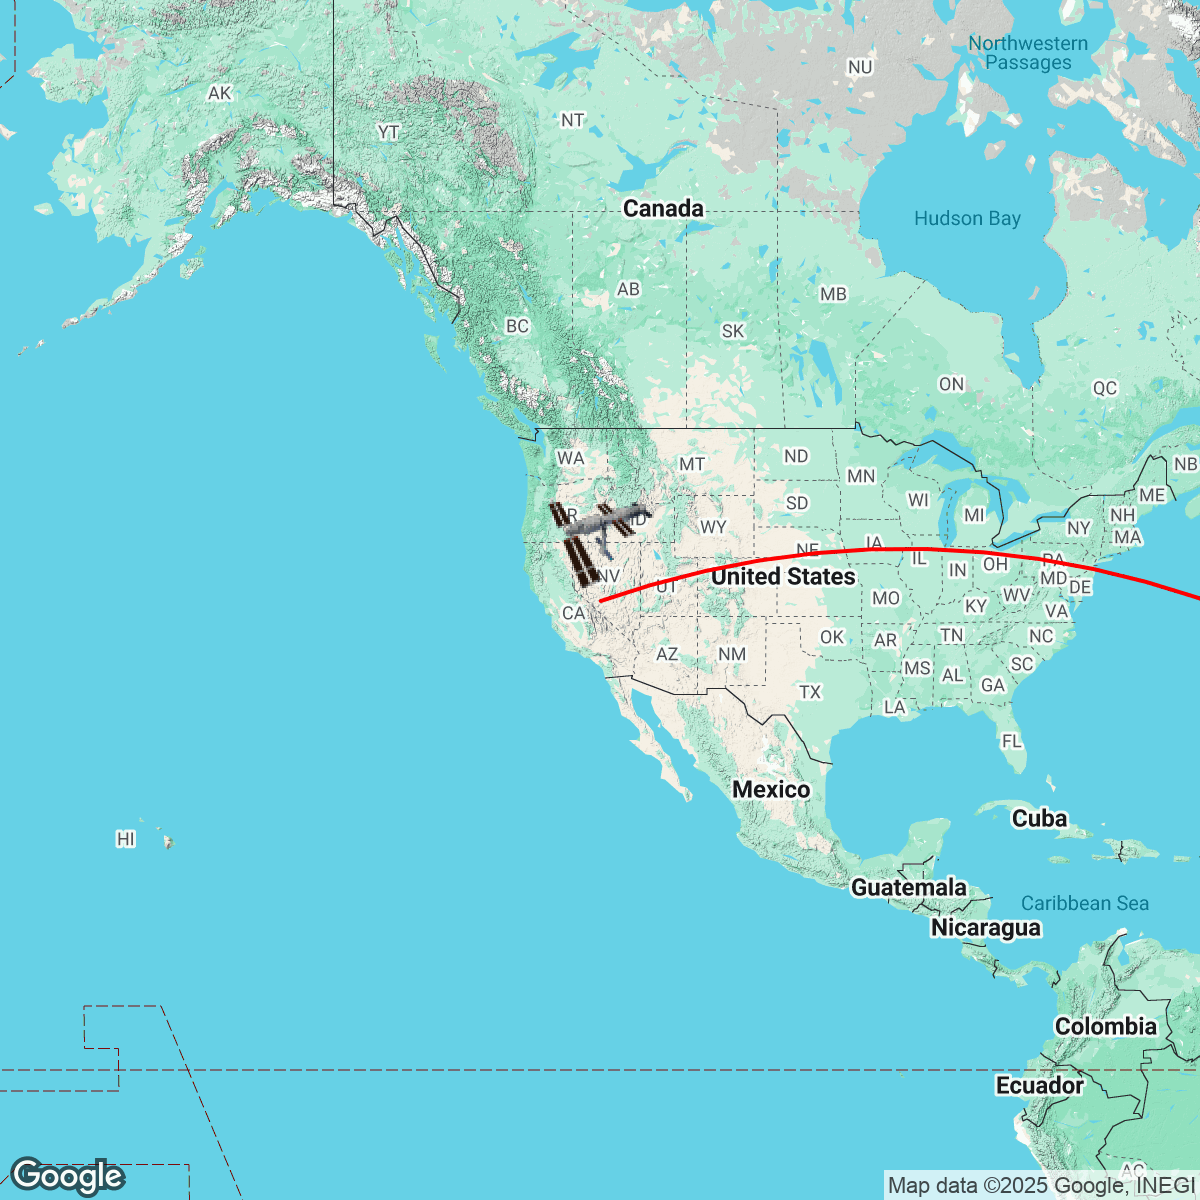 Northwestern
Passages
NU
AK
NT
YT
Canada
Hudson Bay
AB
MB
BC
SK
ON
QC
WA
MT
ND
MN
NB
WI
ME
SD
MI
NH
ID
WY
NY
MA
NE
IA
IL
OH
PA
NV
United States
IN
MD
UT
DE
MO
WV
CA
KY
VA
OK
AR
TN
NC
AZ
NM
MS
AL
SC
TX
GA
LA
FL
Mexico
Cuba
HI
Guatemala
Caribbean Sea
Nicaragua
Colombia
Ecuador
AC
Google
Map data ©2025 Google, INEGI